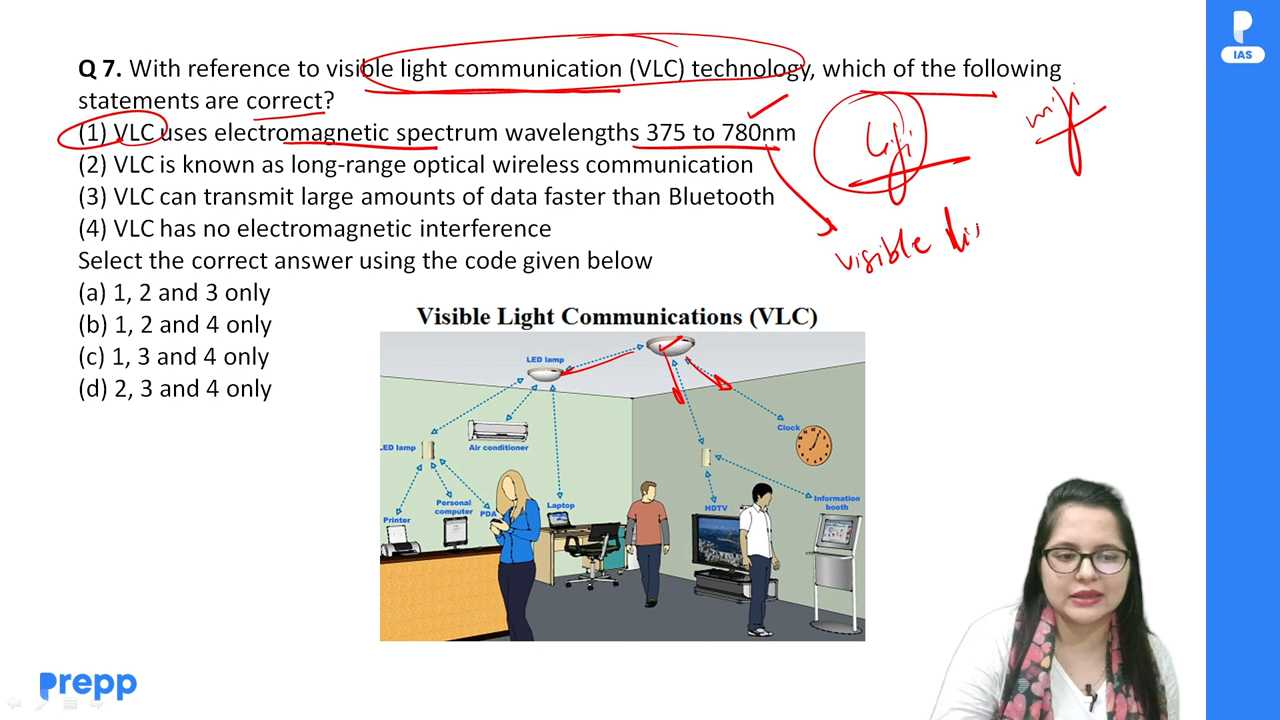 P
IAS
Q 7. With reference to visible light communication (VLC) technology, which of the following
statements are correct?
(1) VLC uses electromagnetic spectrum wavelengths 375 to 780nm
(2) VLC is known as long-range optical wireless communication
(3) VLC can transmit large amounts of data faster than Bluetooth
(4) VLC has no electromagnetic interference
Select the correct answer using the code given below
(a) 1, 2 and 3 only
(b) 1, 2 and 4 only
(c) 1, 3 and 4 only
(d) 2, 3 and 4 only
visible
Visible Light Communications (VLC)
LED lamp
Clock
LED lamp
Air conditioner
Printer
Personal
computer
PDA
Laptop
HDTV
Information
booth
prepp